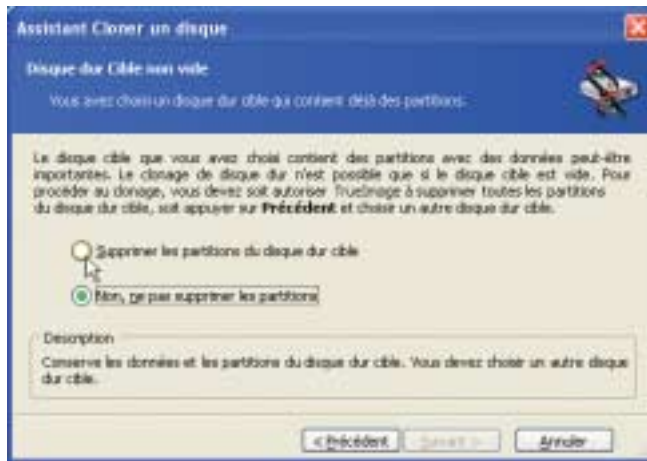 Assistant Cloner un disque
Disque dur Cible non vide
Vous avez choisi un disque dur cible qui contient déjà des partitions.
Le disque cible que vous avez choisi contient des partitions avec des données peut-être
importantes. Le clonage de disque dur n'est possible que si le disque cible est vide. Pour
procéder au clonage, vous devez soit autoriser TrueImage à supprimer toutes les partitions
du disque dur cible, soit appuyer sur Précédent et choisir un autre disque dur cible.
Supprimer les partitions du disque dur cible
Non, ne pas supprimer les partitions
Description
Conserve les données et les partitions du disque dur cible. Vous devez choisir un autre disque
dur cible.
< Précédent
Suivant >
Annuler